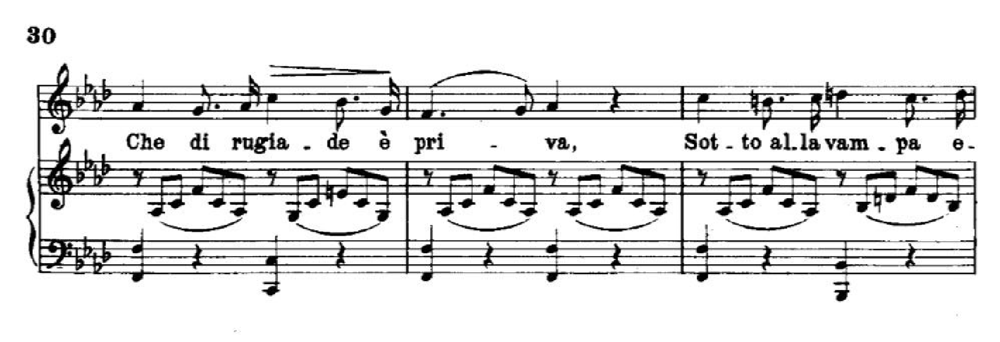 30
Che di rugia - de è pri - va, Sot - to al-la vam - pa e-